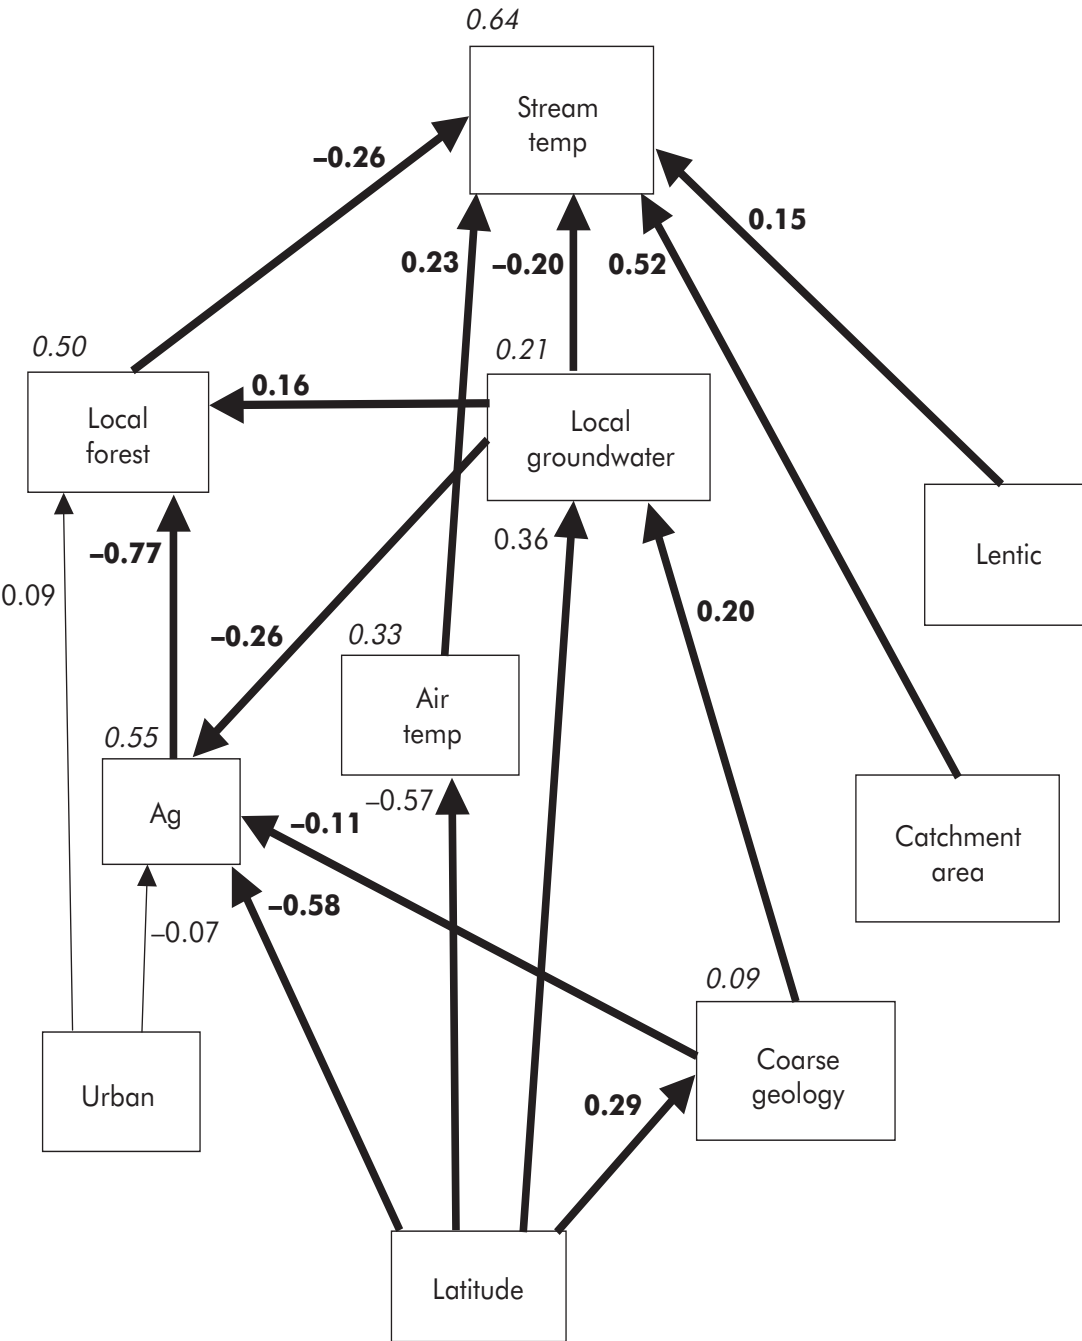 0.64
Stream
temp
–0.26
0.15
0.23
–0.20
0.52
0.50
0.21
Local
forest
0.16
Local
groundwater
Lentic
–0.77
0.36
0.09
0.20
–0.26
0.33
Air
temp
0.55
Ag
–0.57
–0.11
Catchment
area
–0.58
–0.07
0.09
Urban
Coarse
geology
0.29
Latitude